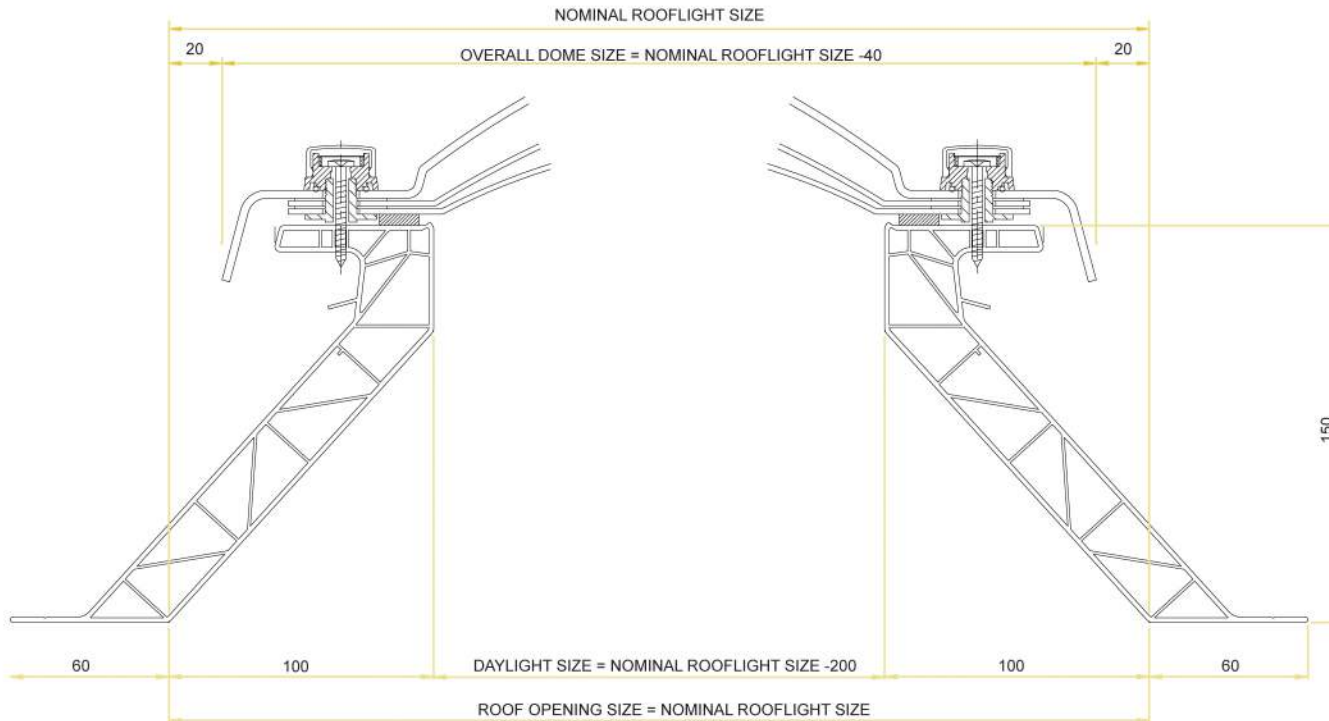 NOMINAL ROOFLIGHT SIZE
20
OVERALL DOME SIZE = NOMINAL ROOFLIGHT SIZE -40
20
150
60
100
DAYLIGHT SIZE = NOMINAL ROOFLIGHT SIZE -200
100
60
ROOF OPENING SIZE = NOMINAL ROOFLIGHT SIZE